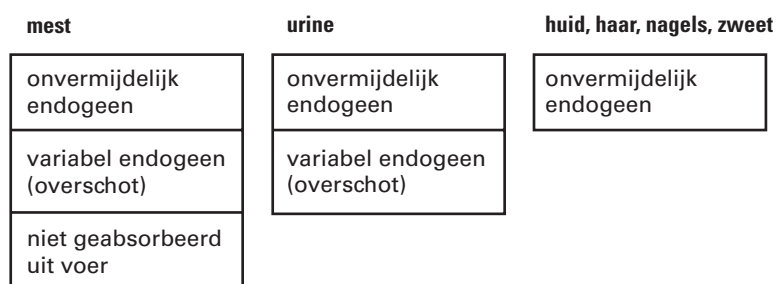 mest
onvermijdelijk
endogeen
variabel endogeen
(overschot)
niet geabsorbeerd
uit voer
urine
onvermijdelijk
endogeen
variabel endogeen
(overschot)
huid, haar, nagels, zweet
onvermijdelijk
endogeen